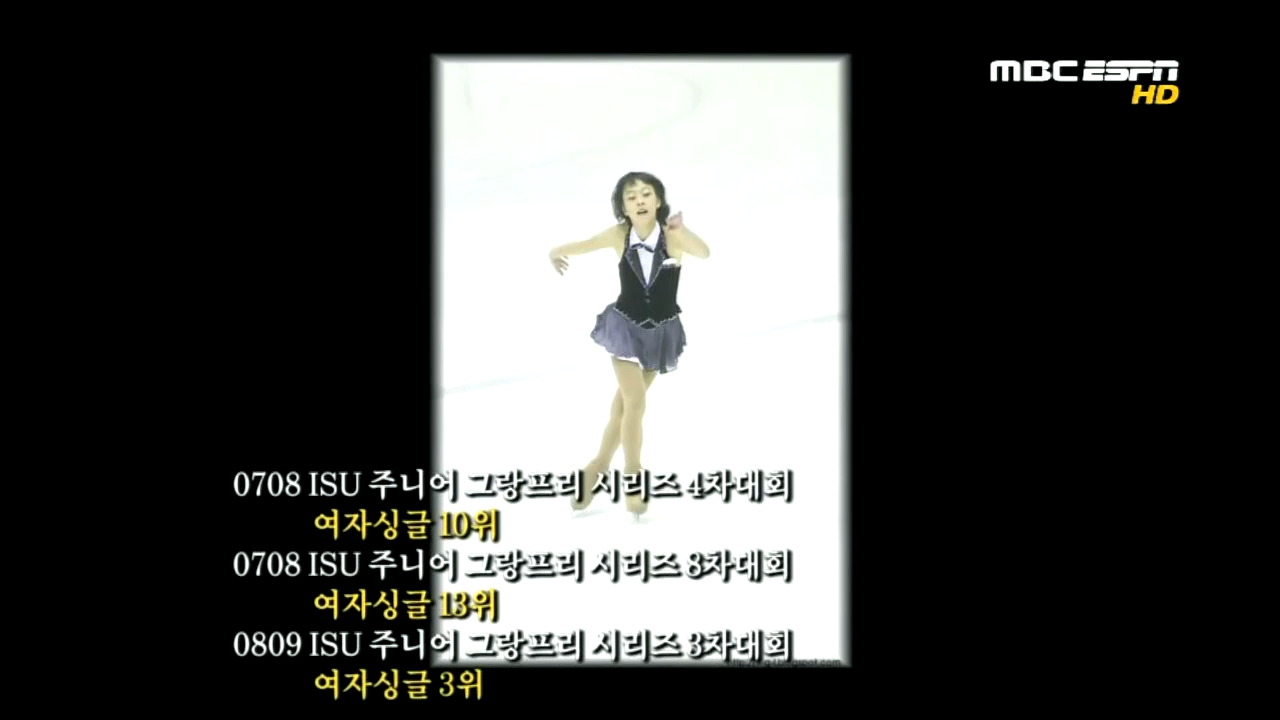 MBC ESPN
HD
0708 ISU 주니어 그랑프리 시리즈 4차대회
여자싱글 10위
0708 ISU 주니어 그랑프리 시리즈 8차대회
여자싱글 13위
0809 ISU 주니어 그랑프리 시리즈 3차대회
여자싱글 3위